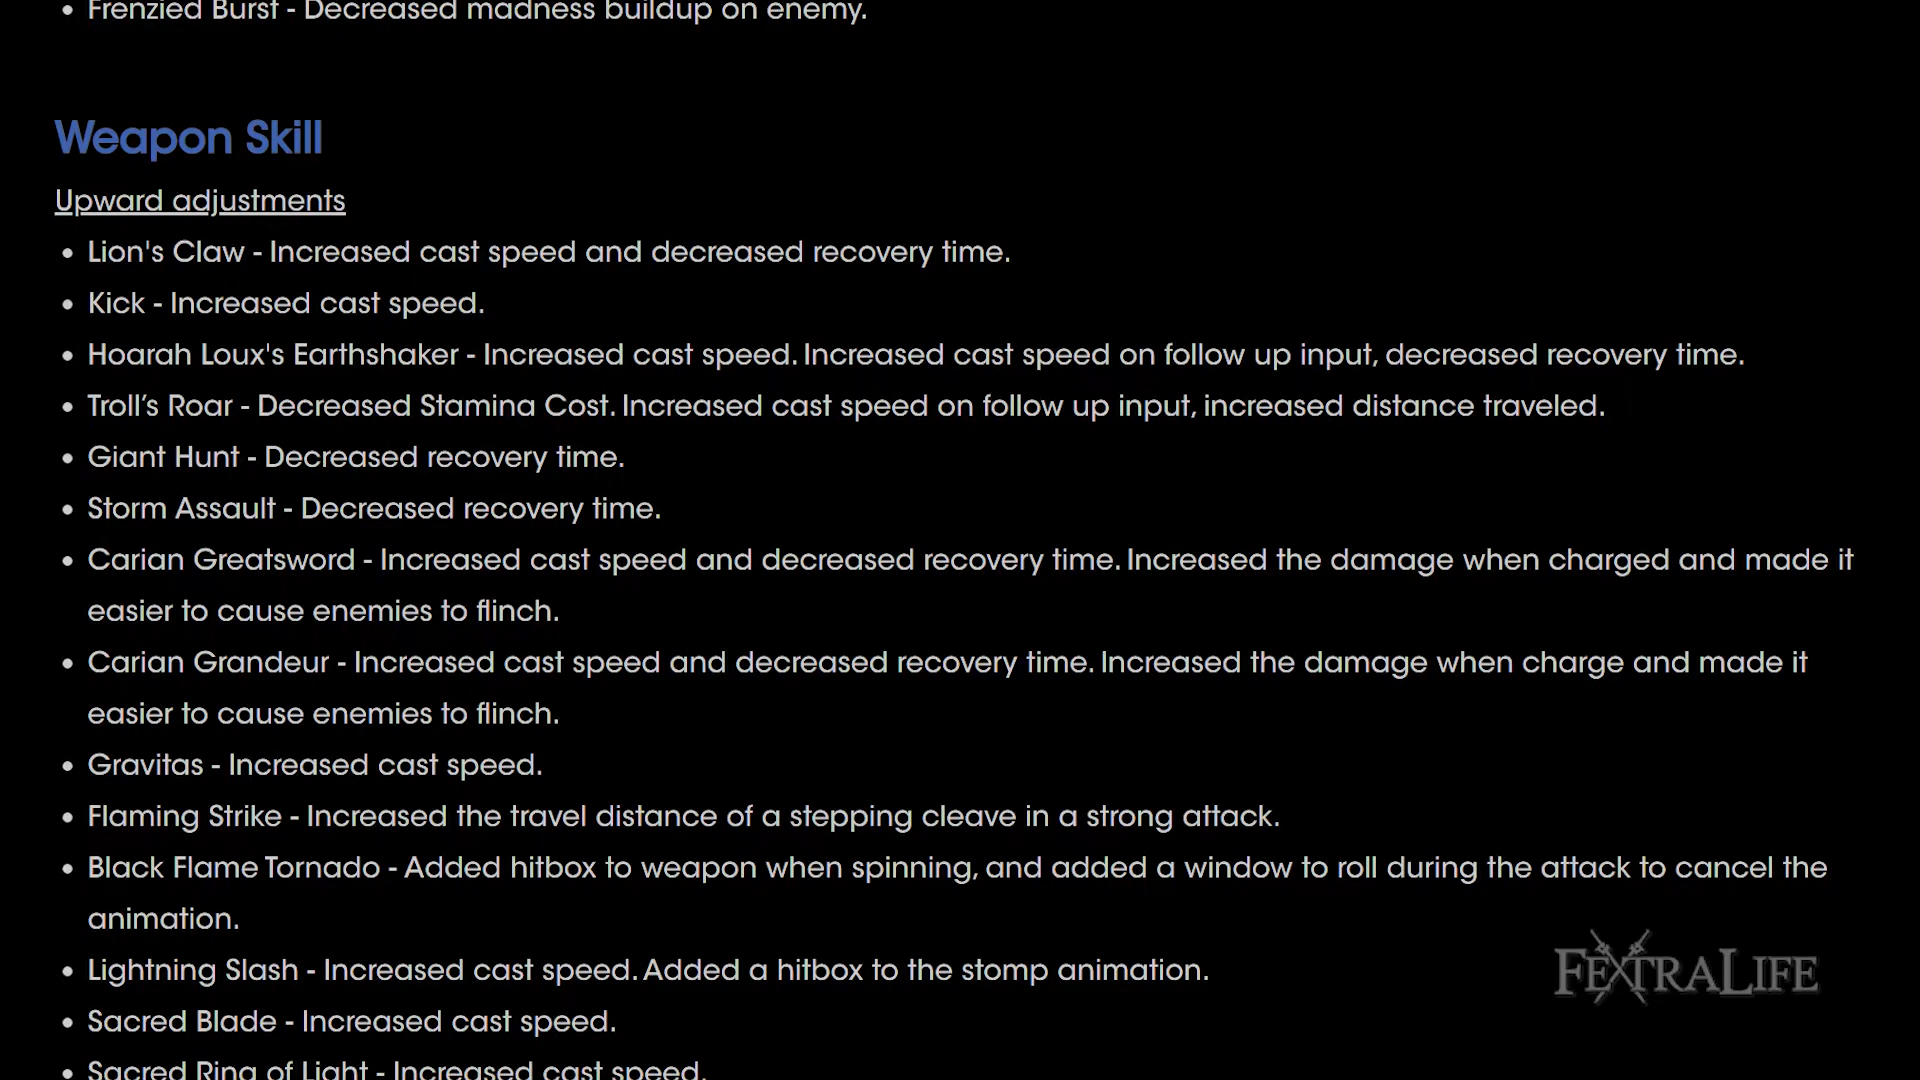 Frenzied Burst - Decreased madness buildup on enemy.
Weapon Skill
Upward adjustments
Lion's Claw - Increased cast speed and decreased recovery time.
Kick - Increased cast speed.
Hoarah Loux's Earthshaker - Increased cast speed. Increased cast speed on follow up input, decreased recovery time.
Troll’s Roar - Decreased Stamina Cost. Increased cast speed on follow up input, increased distance traveled.
Giant Hunt - Decreased recovery time.
Storm Assault - Decreased recovery time.
Carian Greatsword - Increased cast speed and decreased recovery time. Increased the damage when charged and made it
easier to cause enemies to flinch.
Carian Grandeur - Increased cast speed and decreased recovery time. Increased the damage when charge and made it
easier to cause enemies to flinch.
Gravitas - Increased cast speed.
Flaming Strike - Increased the travel distance of a stepping cleave in a strong attack.
Black Flame Tornado - Added hitbox to weapon when spinning, and added a window to roll during the attack to cancel the
animation.
Lightning Slash - Increased cast speed. Added a hitbox to the stomp animation.
Sacred Blade - Increased cast speed.
Sacred Ring of Light - Increased cast speed.
FEXTRALIFE